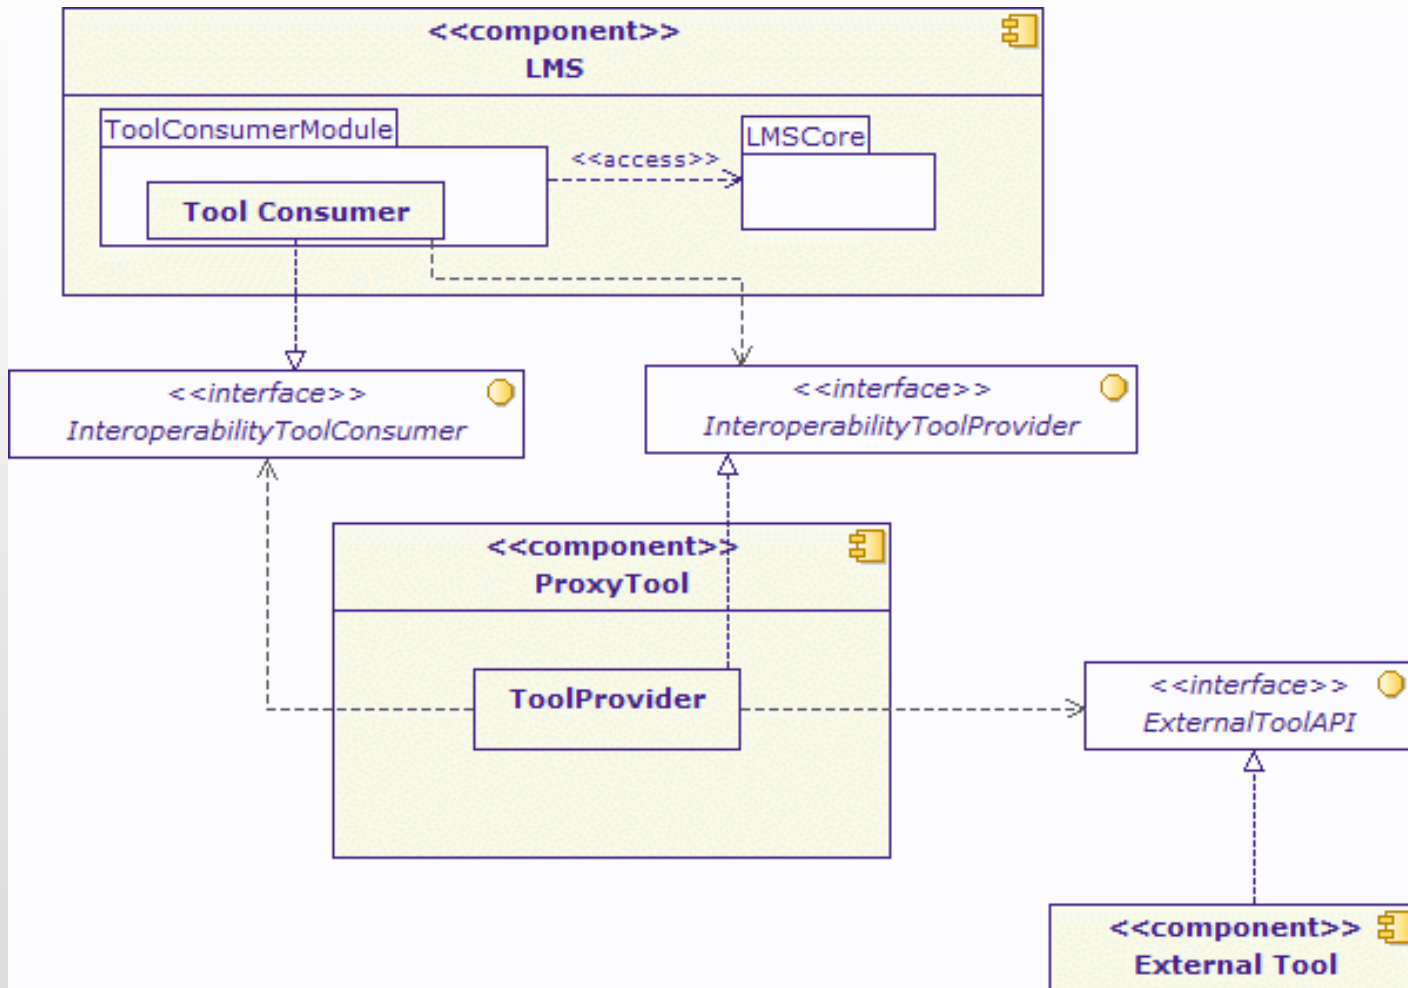 <<component>>
LMS
ToolConsumerModule
<<access>>
LMSCore
Tool Consumer
<<interface>>
InteroperabilityToolConsumer
<<interface>>
InteroperabilityToolProvider
<<component>>
ProxyTool
ToolProvider
<<interface>>
ExternalToolAPI
<<component>>
External Tool